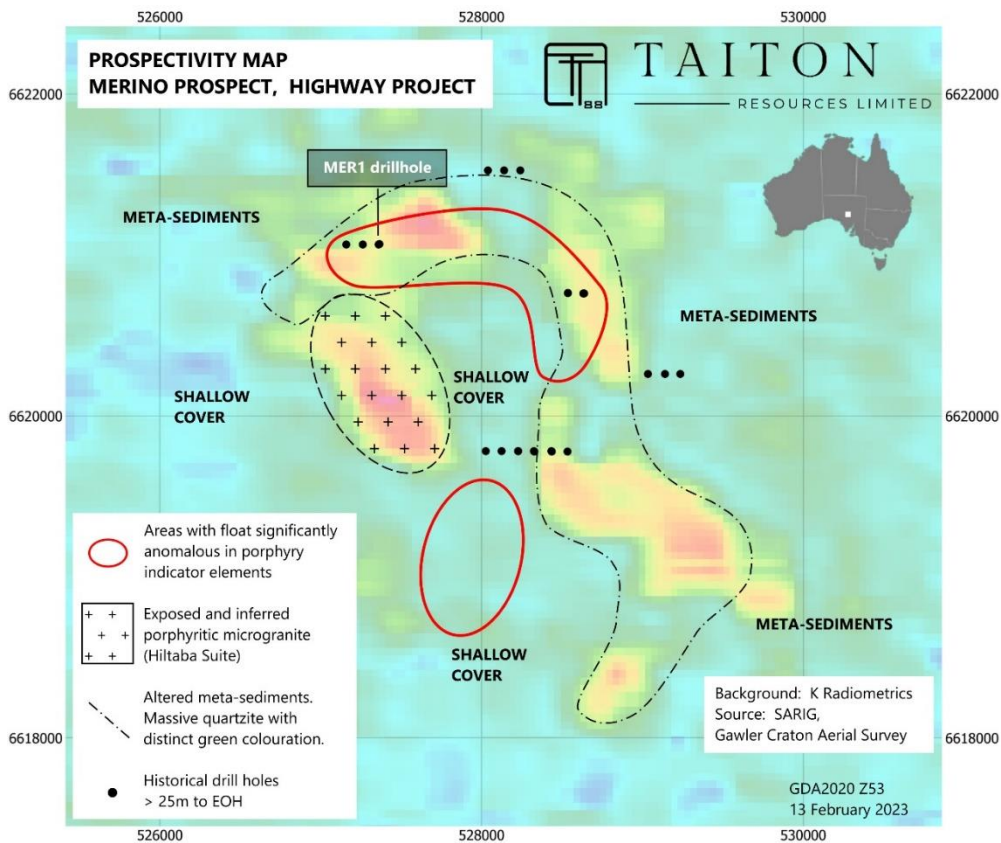 526000
528000
530000
PROSPECTIVITY MAP
MERINO PROSPECT, HIGHWAY PROJECT
88
TAITON
RESOURCES LIMITED
6622000
6622000
MER1 drillhole
META-SEDIMENTS
META-SEDIMENTS
SHALLOW
COVER
SHALLOW
COVER
6620000
6620000
Areas with float significantly
anomalous in porphyry
indicator elements
Exposed and inferred
porphyritic microgranite
(Hiltaba Suite)
Altered meta-sediments.
Massive quartzite with
distinct green colouration.
Historical drill holes
> 25m to EOH
META-SEDIMENTS
SHALLOW
COVER
Background: K Radiometrics
Source: SARIG,
Gawler Craton Aerial Survey
6618000
6618000
GDA2020 Z53
13 February 2023
526000
528000
530000